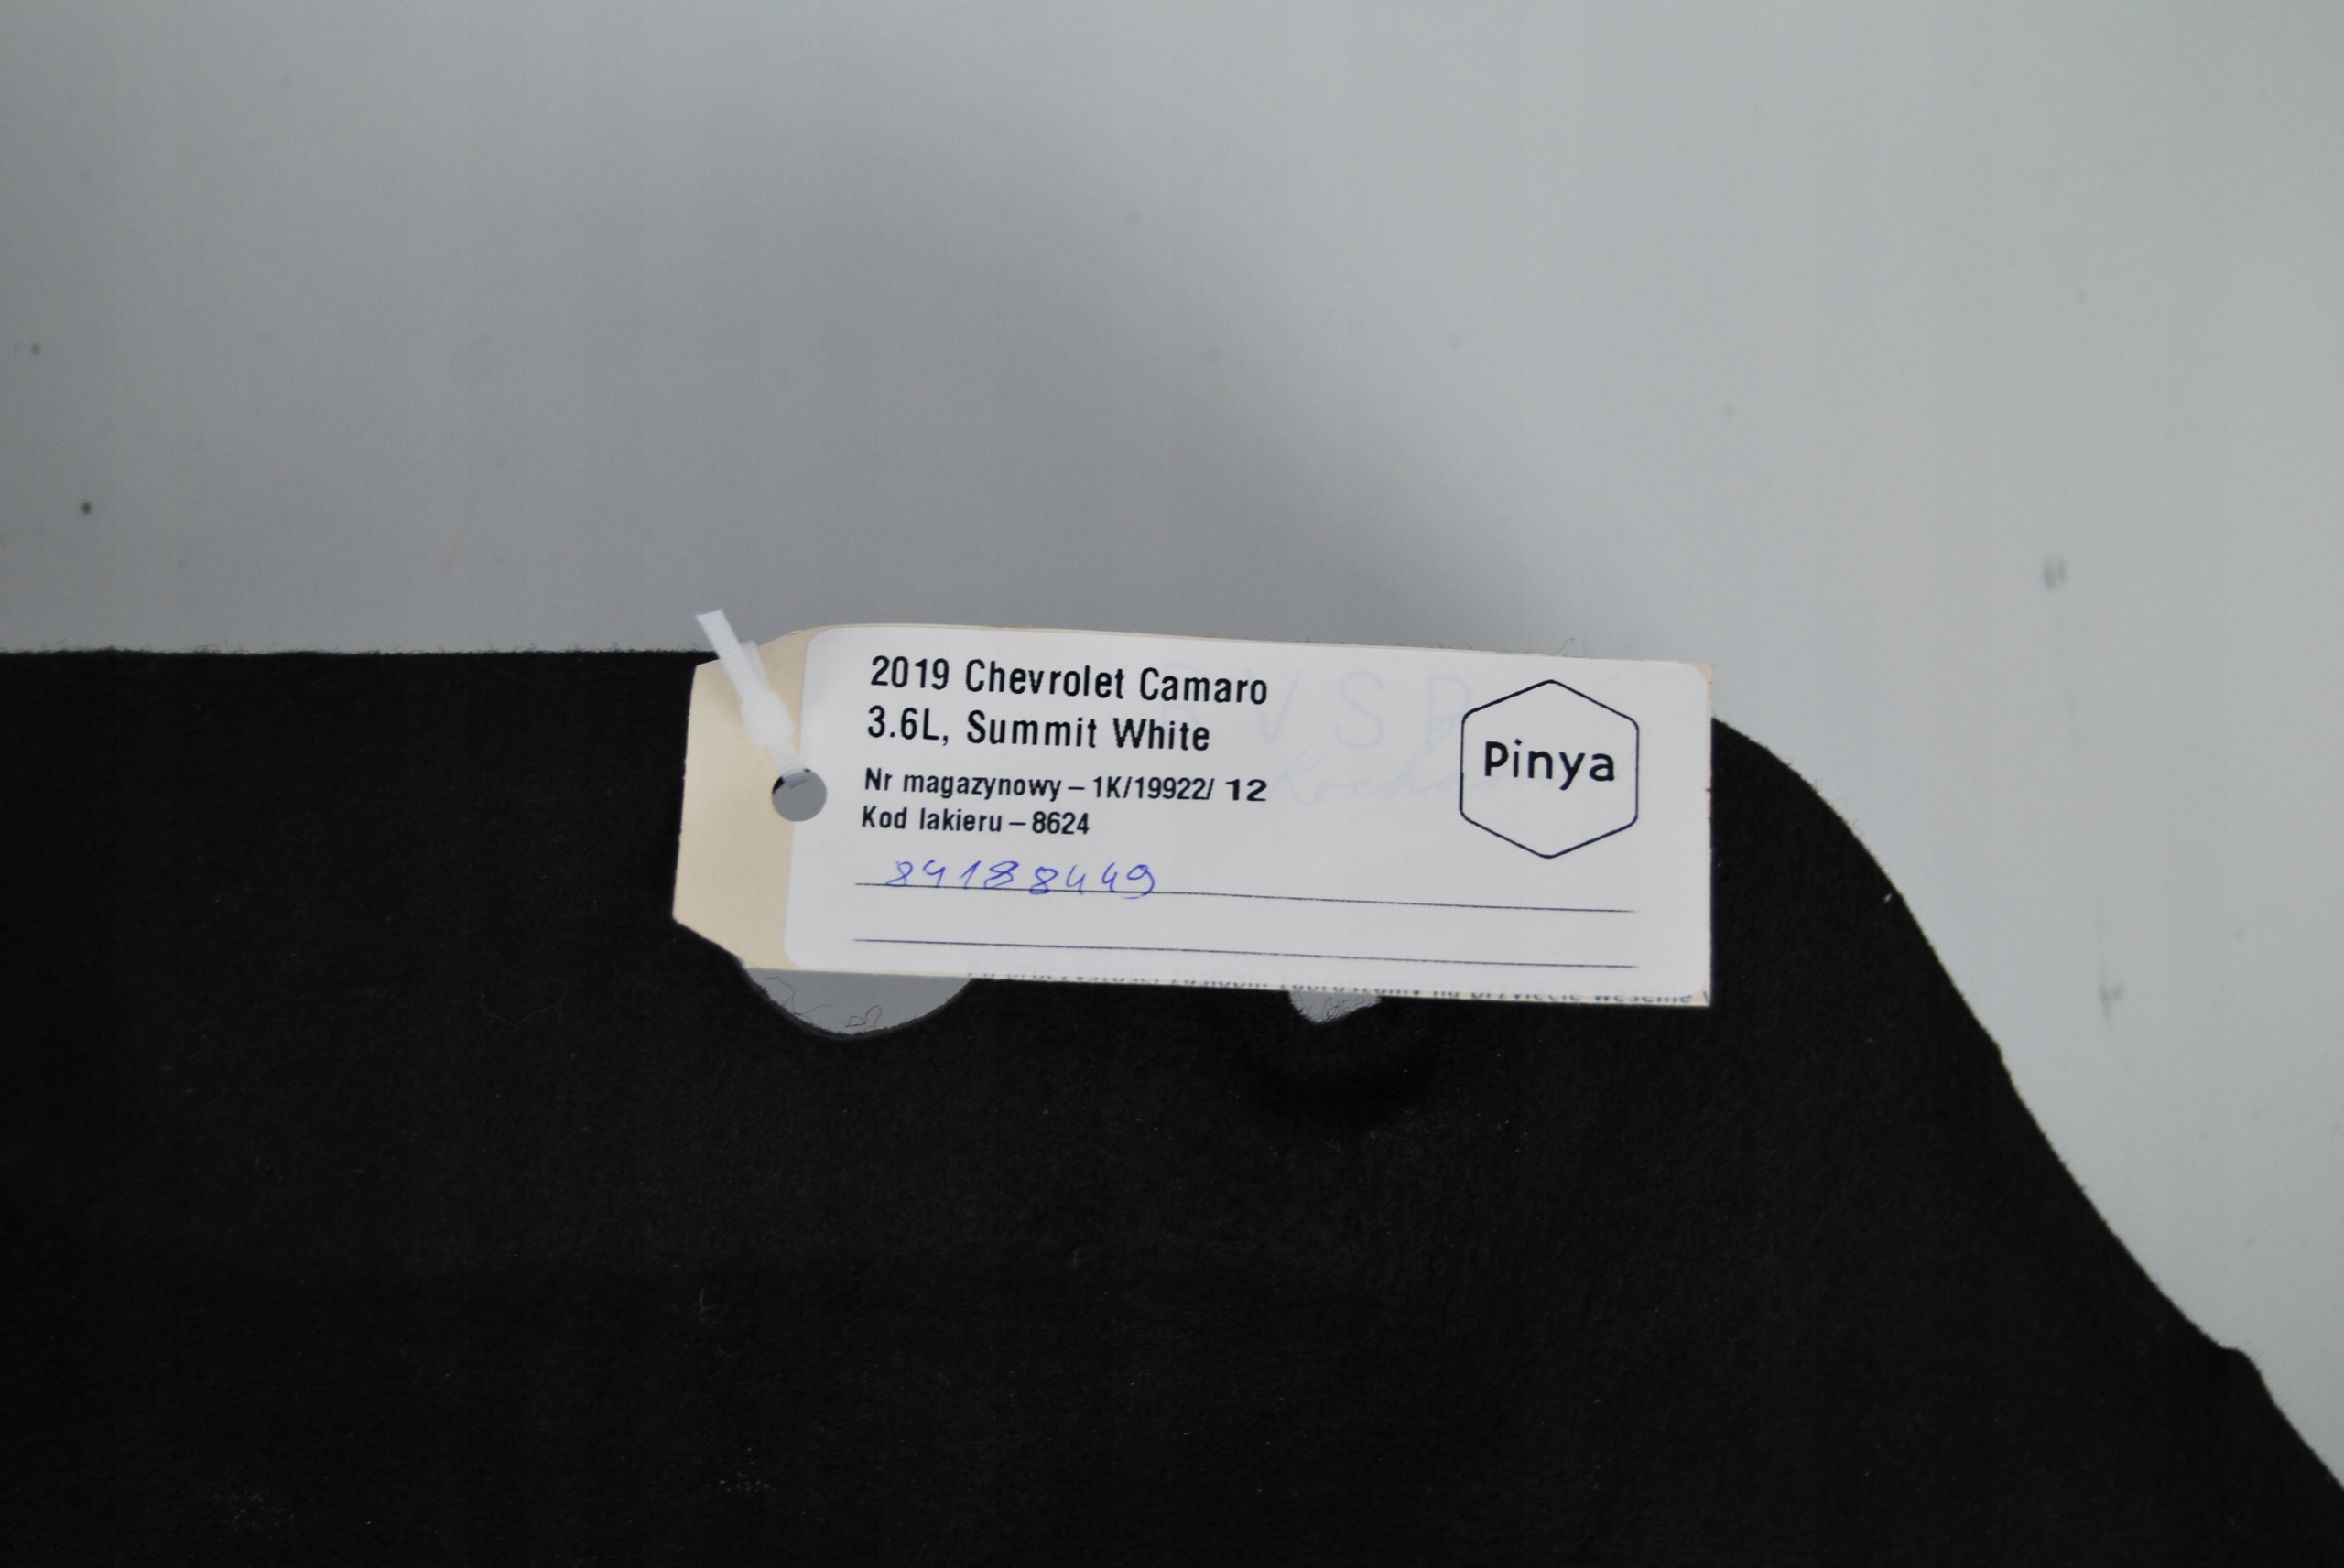 2019 Chevrolet Camaro
3.6L, Summit White
Nr magazynowy – 1K/19922/ 12
Kod lakieru – 8624
84188449
Pinya